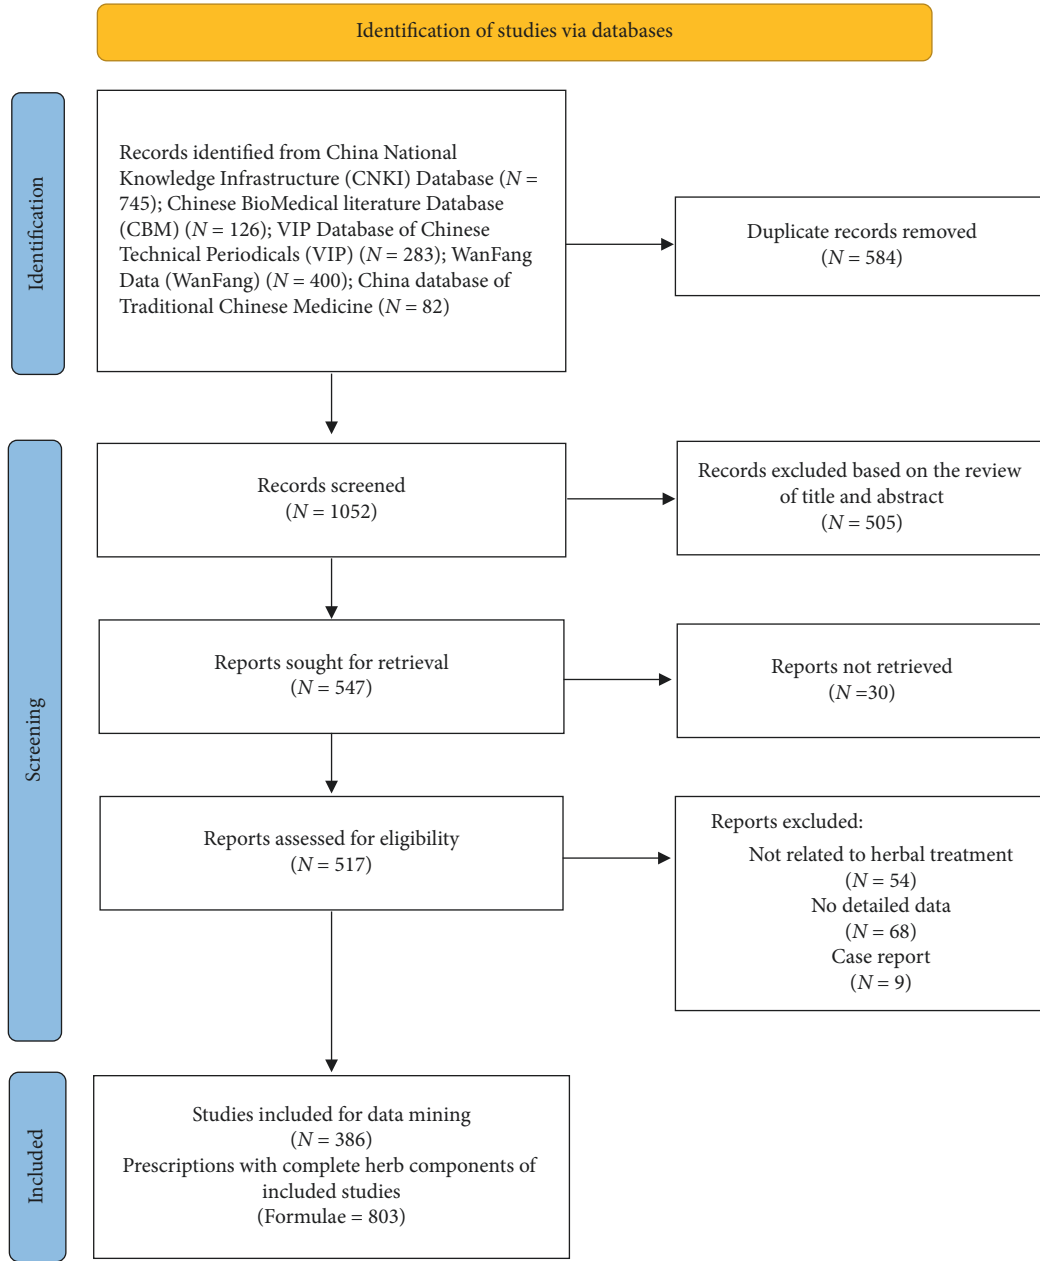 Identification of studies via databases
Identification
Records identified from China National
Knowledge Infrastructure (CNKI) Database (N =
745); Chinese BioMedical literature Database
(CBM) (N = 126); VIP Database of Chinese
Technical Periodicals (VIP) (N = 283); WanFang
Data (WanFang) (N = 400); China database of
Traditional Chinese Medicine (N = 82)
Duplicate records removed
(N = 584)
Screening
Records screened
(N = 1052)
Records excluded based on the review
of title and abstract
(N = 505)
Reports sought for retrieval
(N = 547)
Reports not retrieved
(N =30)
Reports assessed for eligibility
(N = 517)
Reports excluded:
Not related to herbal treatment
(N = 54)
No detailed data
(N = 68)
Case report
(N = 9)
Included
Studies included for data mining
(N = 386)
Prescriptions with complete herb components of
included studies
(Formulae = 803)